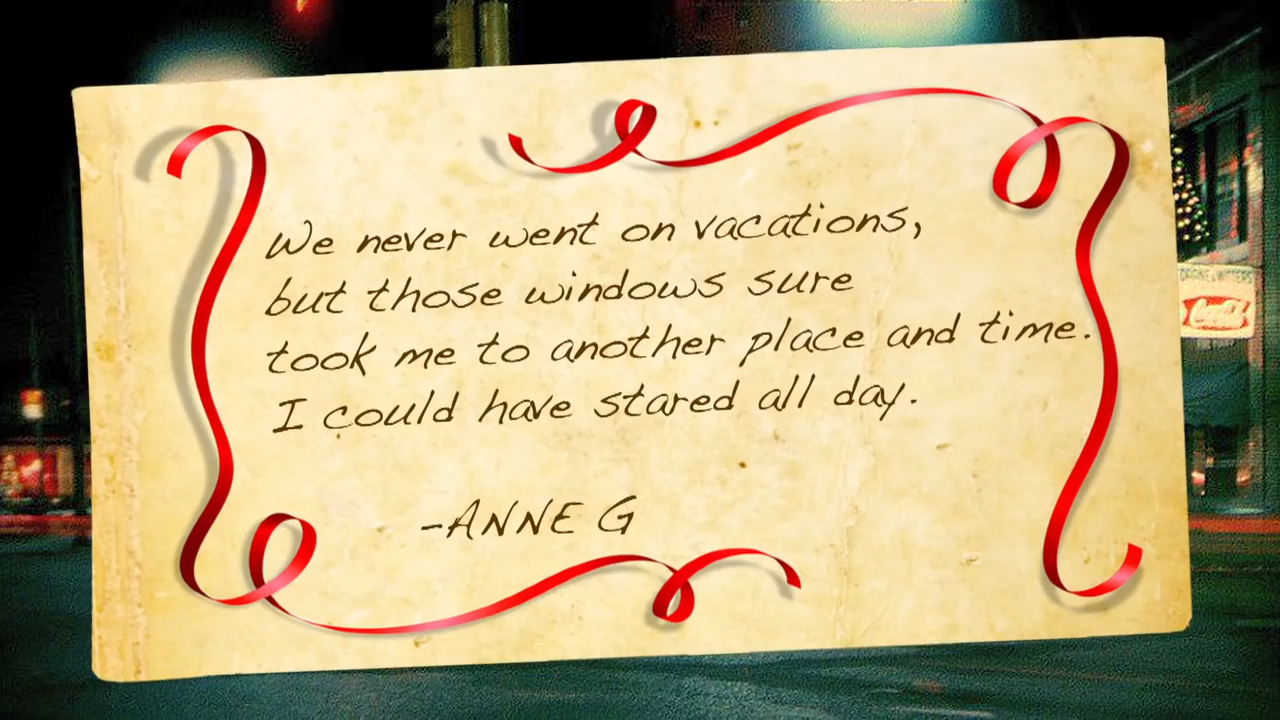 We never went on vacations,
but those windows sure
took me to another place and time.
I could have stared all day.
-ANNE G